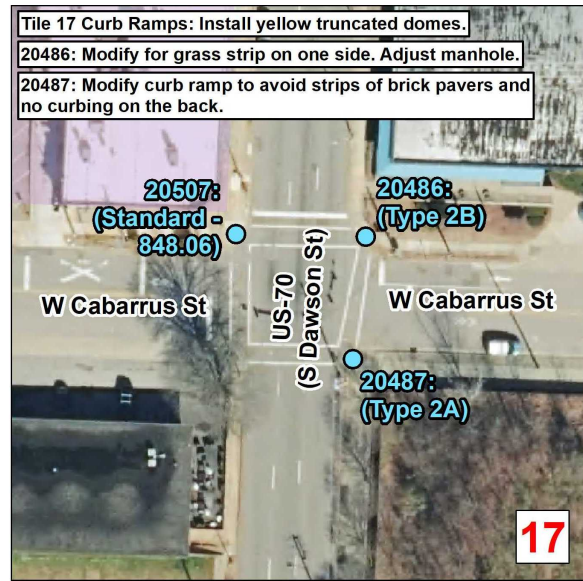 Tile 17 Curb Ramps: Install yellow truncated domes.
20486: Modify for grass strip on one side. Adjust manhole.
20487: Modify curb ramp to avoid strips of brick pavers and
no curbing on the back.
20507:
(Standard -
848.06)
20486:
(Type 2B)
W Cabarrus St
US-70
(S Dawson St)
W Cabarrus St
20487:
(Type 2A)
17